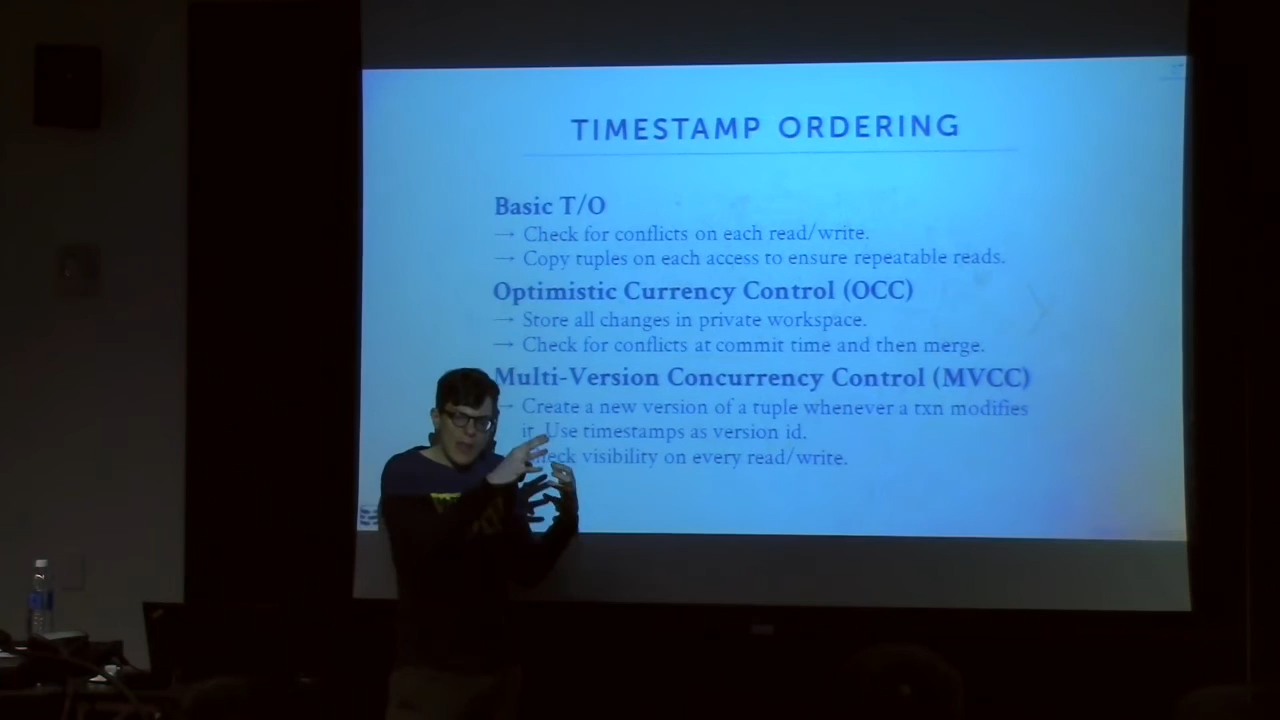 TIMESTAMP ORDERING
Basic T/O
→ Check for conflicts on each read/write.
→ Copy tuples on each access to ensure repeatable reads.
Optimistic Currency Control (OCC)
→ Store all changes in private workspace.
→ Check for conflicts at commit time and then merge.
Multi-Version Concurrency Control (MVCC)
→ Create a new version of a tuple whenever a txn modifies
it. Use timestamps as version id.
visibility on every read/write.